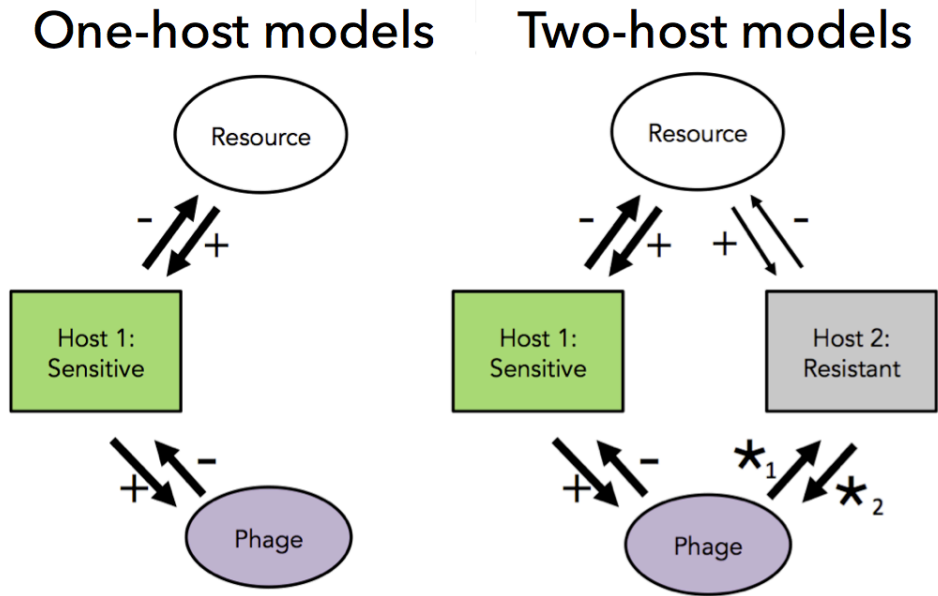 One-host models
Resource
-
+
Host 1:
Sensitive
+
-
Phage
Two-host models
Resource
-
+
+
-
Host 1:
Sensitive
Host 2:
Resistant
+
-
*1
*2
Phage